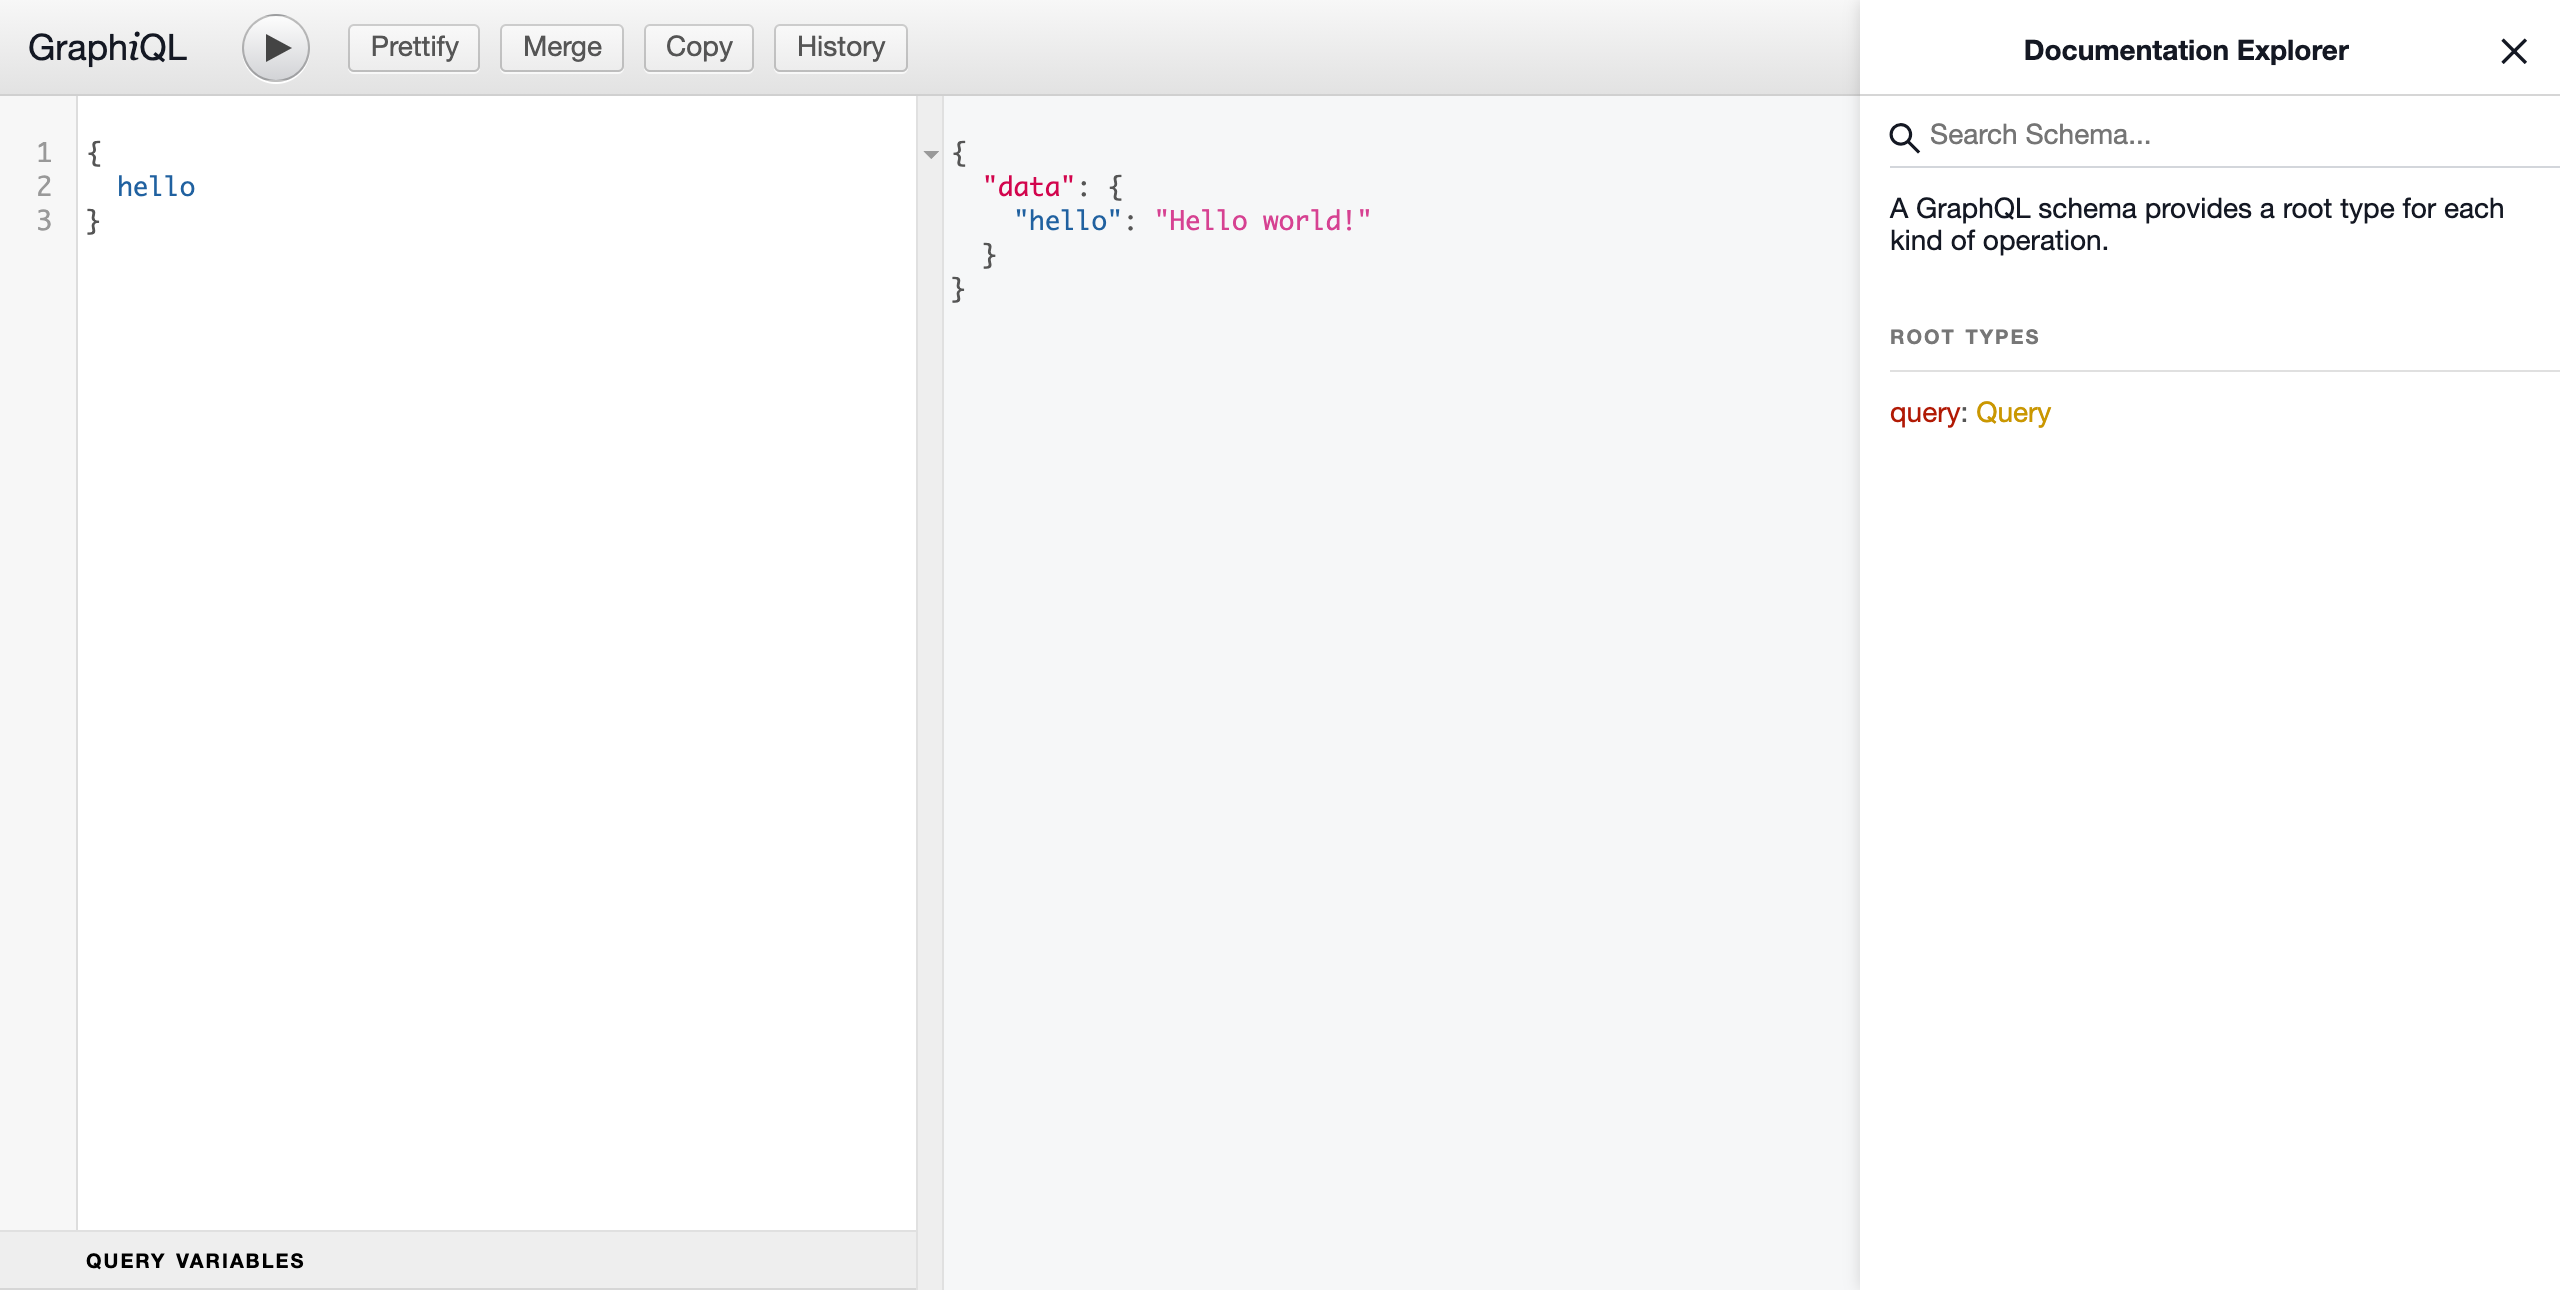 GraphiQL
Prettify
Merge
Copy
History
1 {
2   hello
3 }
QUERY VARIABLES
{
  "data": {
    "hello": "Hello world!"
  }
}
Documentation Explorer
Search Schema...
A GraphQL schema provides a root type for each
kind of operation.
ROOT TYPES
query: Query